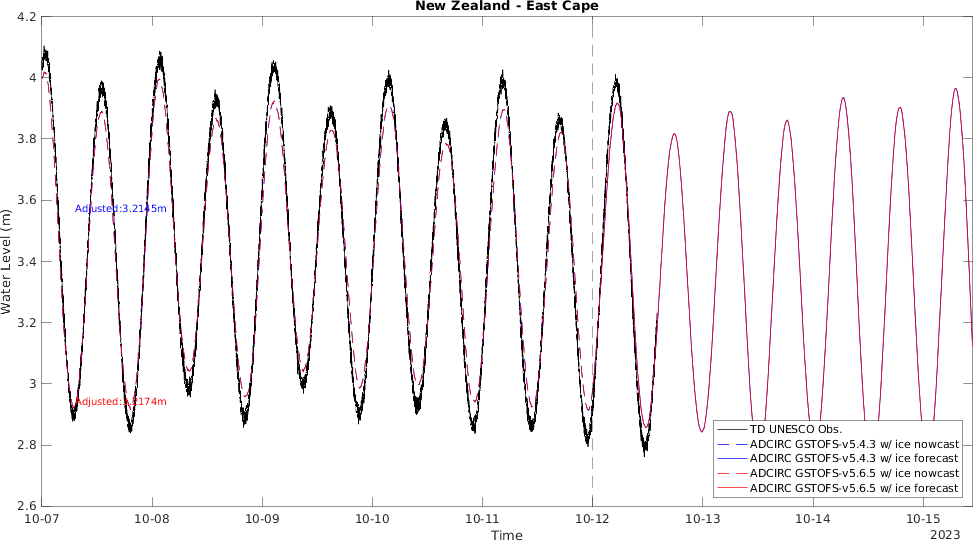 New Zealand - East Cape
4.2
4
3.8
3.6
3.4
3.2
3
2.8
2.6
Water Level (m)
Adjusted:3.2145m
Adjusted:3.2174m
TD UNESCO Obs.
ADCIRC GSTOFS-v5.4.3 w/ ice nowcast
ADCIRC GSTOFS-v5.4.3 w/ ice forecast
ADCIRC GSTOFS-v5.6.5 w/ ice nowcast
ADCIRC GSTOFS-v5.6.5 w/ ice forecast
10-07 10-08 10-09 10-10 10-11 10-12 10-13 10-14 10-15
Time
2023